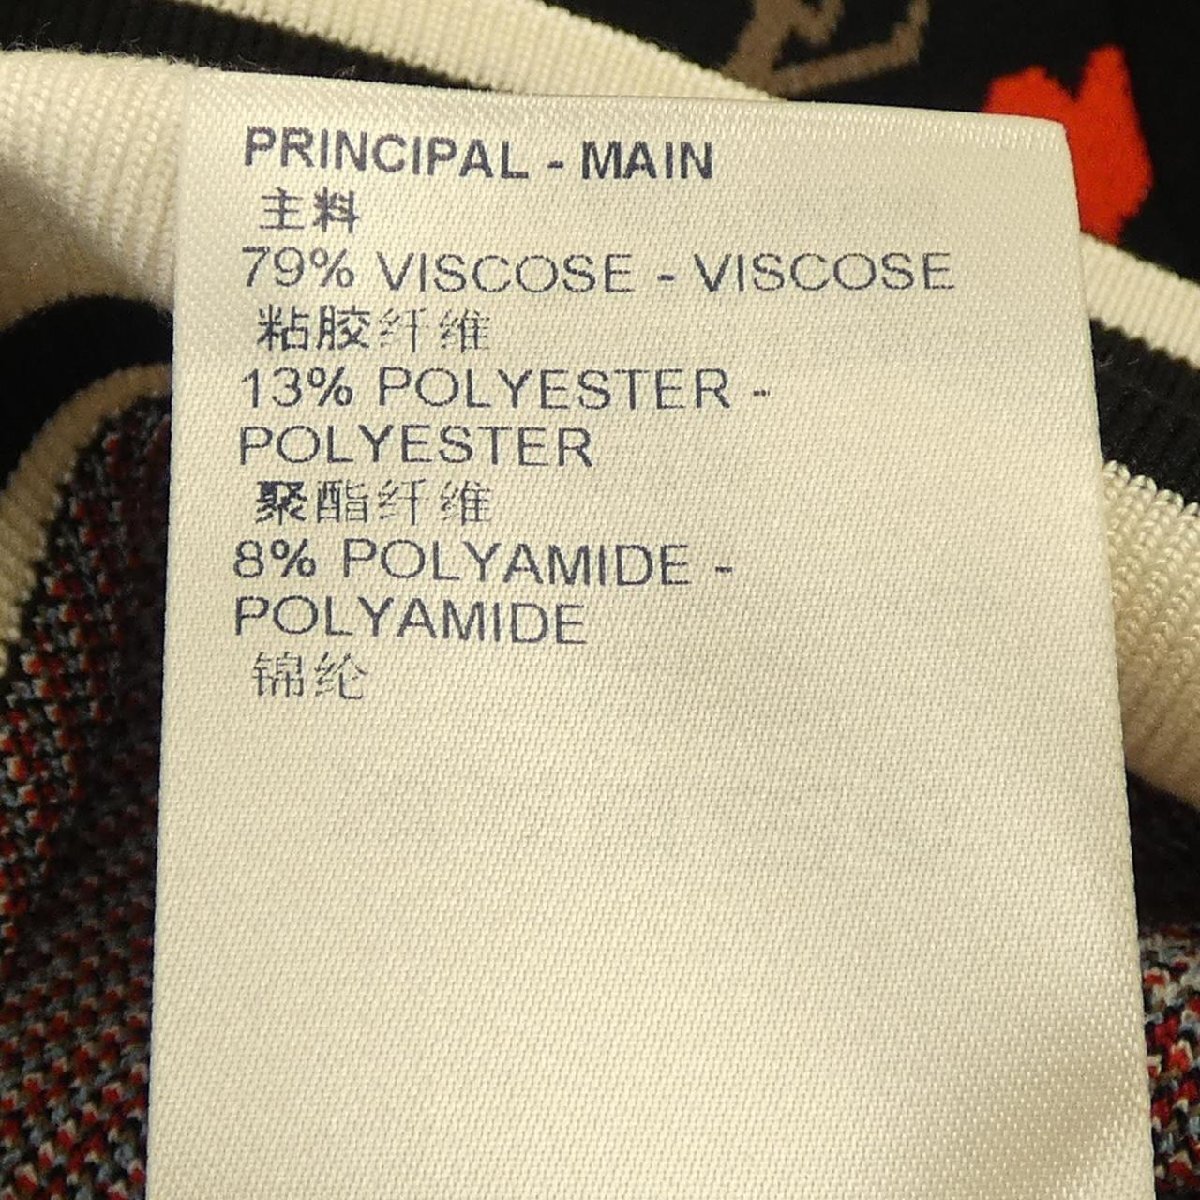 PRINCIPAL - MAIN
主料
79% VISCOSE - VISCOSE
粘胶纤维
13% POLYESTER -
POLYESTER
聚酯纤维
8% POLYAMIDE -
POLYAMIDE
锦纶